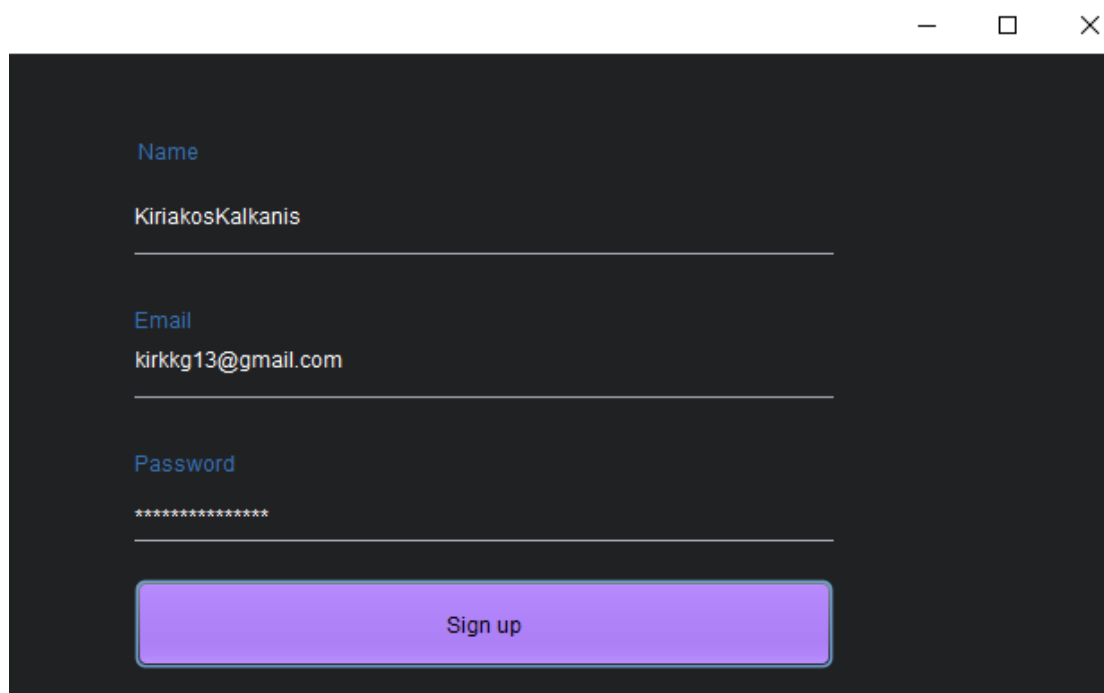 Name
KiriakosKalkanis
Email
kirkkg13@gmail.com
Password
***************
Sign up